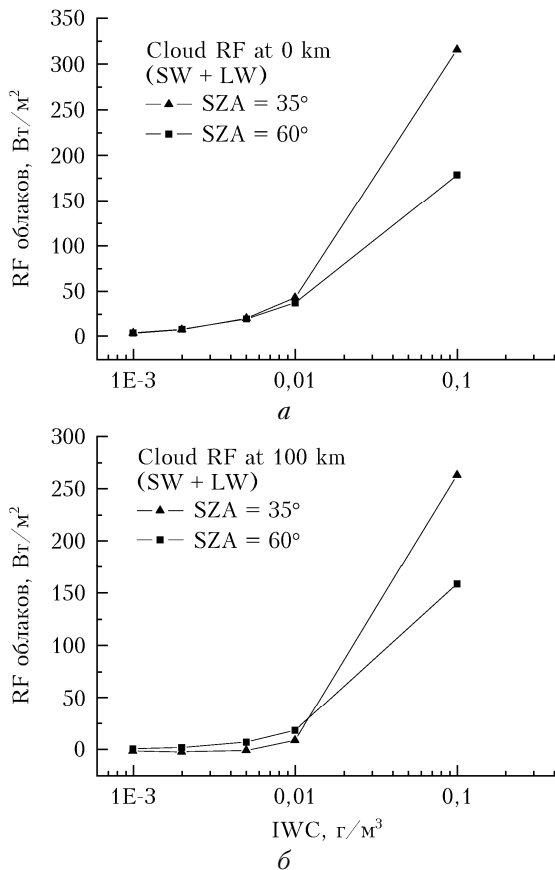 350
300
250
200
150
100
50
0
RF облаков, Вт/м²
Cloud RF at 0 km
(SW + LW)
SZA = 35°
SZA = 60°
1E-3
0,01
0,1
а
300
250
200
150
100
50
0
RF облаков, Вт/м²
Cloud RF at 100 km
(SW + LW)
SZA = 35°
SZA = 60°
1E-3
0,01
0,1
IWC, г/м³
б